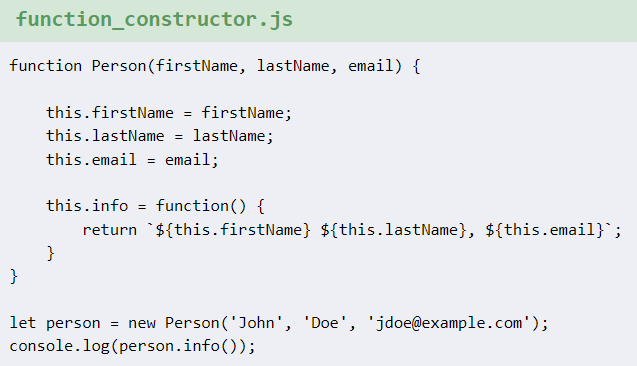 function_constructor.js
function Person(firstName, lastName, email) {
    this.firstName = firstName;
    this.lastName = lastName;
    this.email = email;
    this.info = function() {
        return `${this.firstName} ${this.lastName}, ${this.email}`;
    }
}
let person = new Person('John', 'Doe', 'jdoe@example.com');
console.log(person.info());